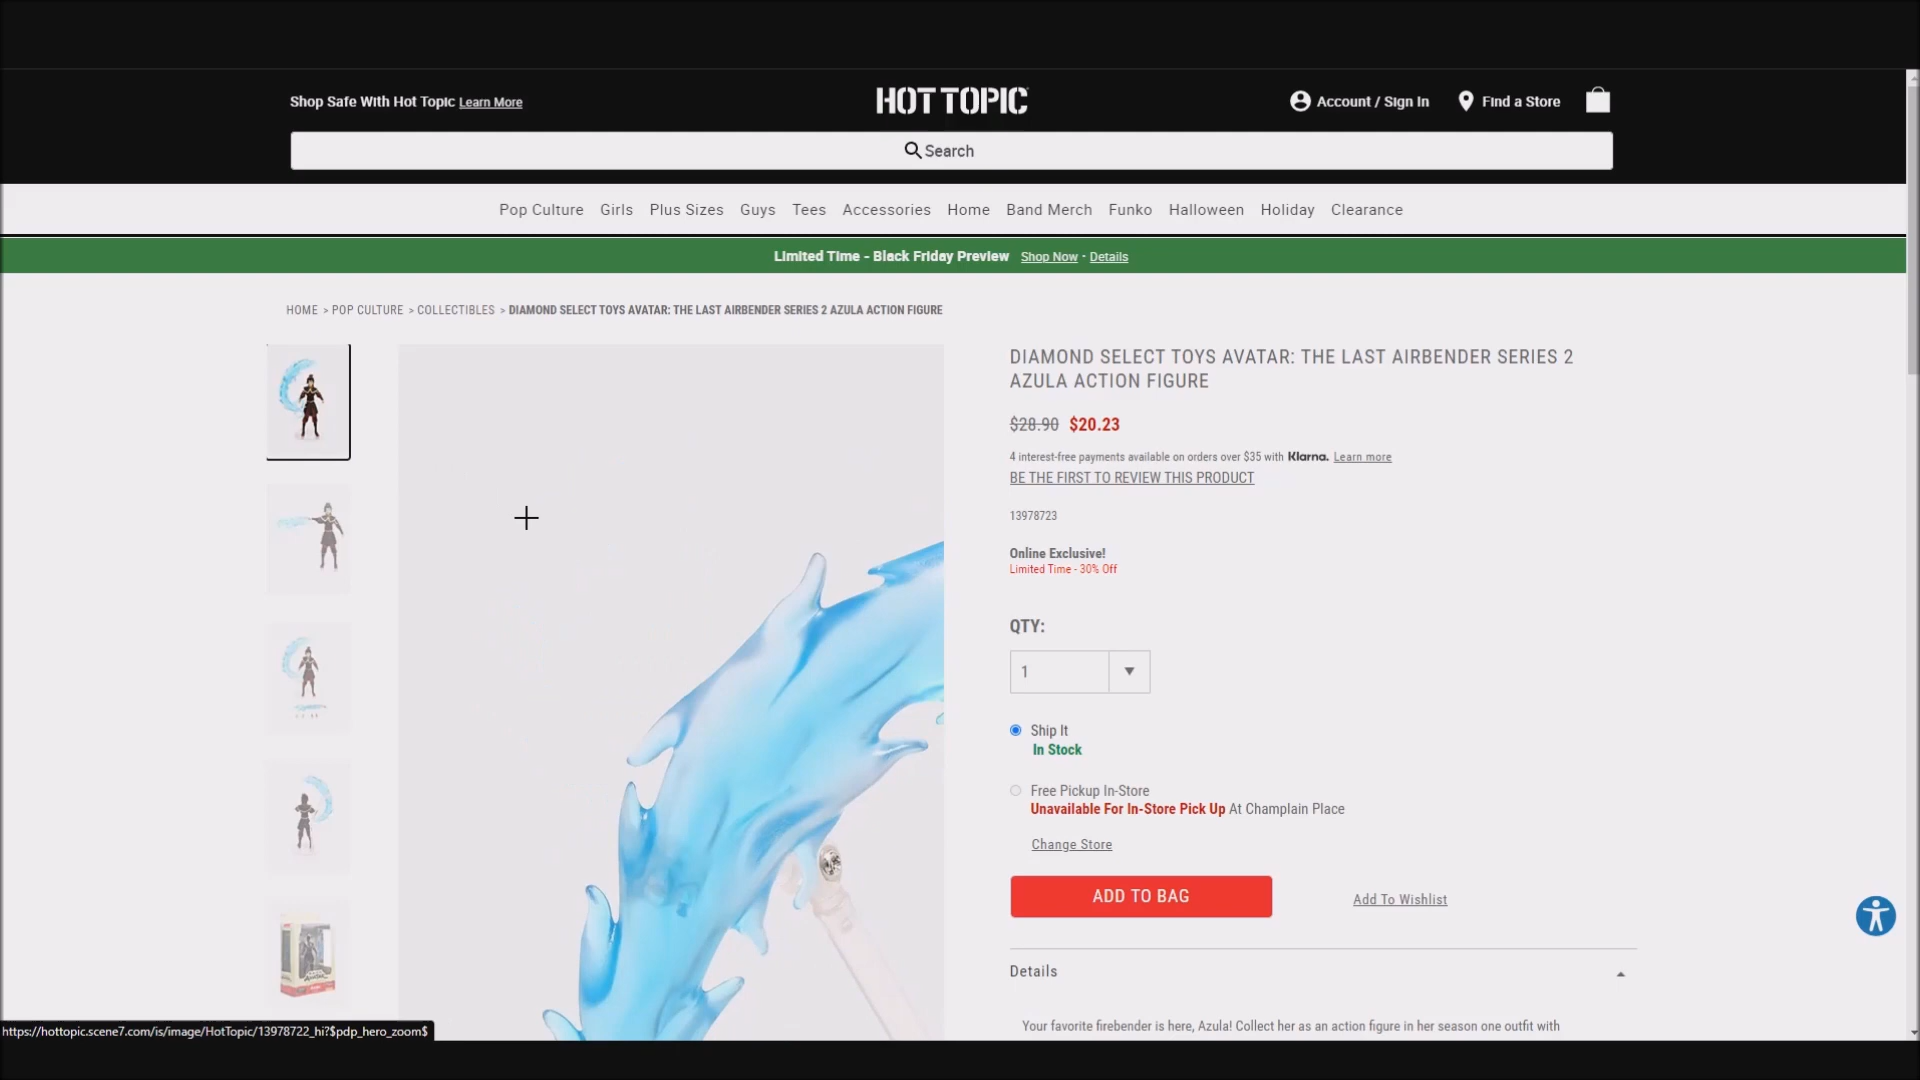 Shop Safe With Hot Topic Learn More
HOT TOPIC
Account / Sign In
Find a Store
Search
Pop Culture Girls Plus Sizes Guys Tees Accessories Home Band Merch Funko Halloween Holiday Clearance
Limited Time - Black Friday Preview Shop Now · Details
HOME > POP CULTURE > COLLECTIBLES > DIAMOND SELECT TOYS AVATAR: THE LAST AIRBENDER SERIES 2 AZULA ACTION FIGURE
DIAMOND SELECT TOYS AVATAR: THE LAST AIRBENDER SERIES 2
AZULA ACTION FIGURE
$28.90 $20.23
4 interest-free payments available on orders over $35 with Klarna. Learn more
BE THE FIRST TO REVIEW THIS PRODUCT
13978723
Online Exclusive!
Limited Time - 30% Off
QTY:
1
Ship It
In Stock
Free Pickup In-Store
Unavailable For In-Store Pick Up At Champlain Place
Change Store
ADD TO BAG
Add To Wishlist
Details
Your favorite firebender is here, Azula! Collect her as an action figure in her season one outfit with
https://hottopic.scene7.com/is/image/HotTopic/13978722_hi?$pdp_hero_zoom$